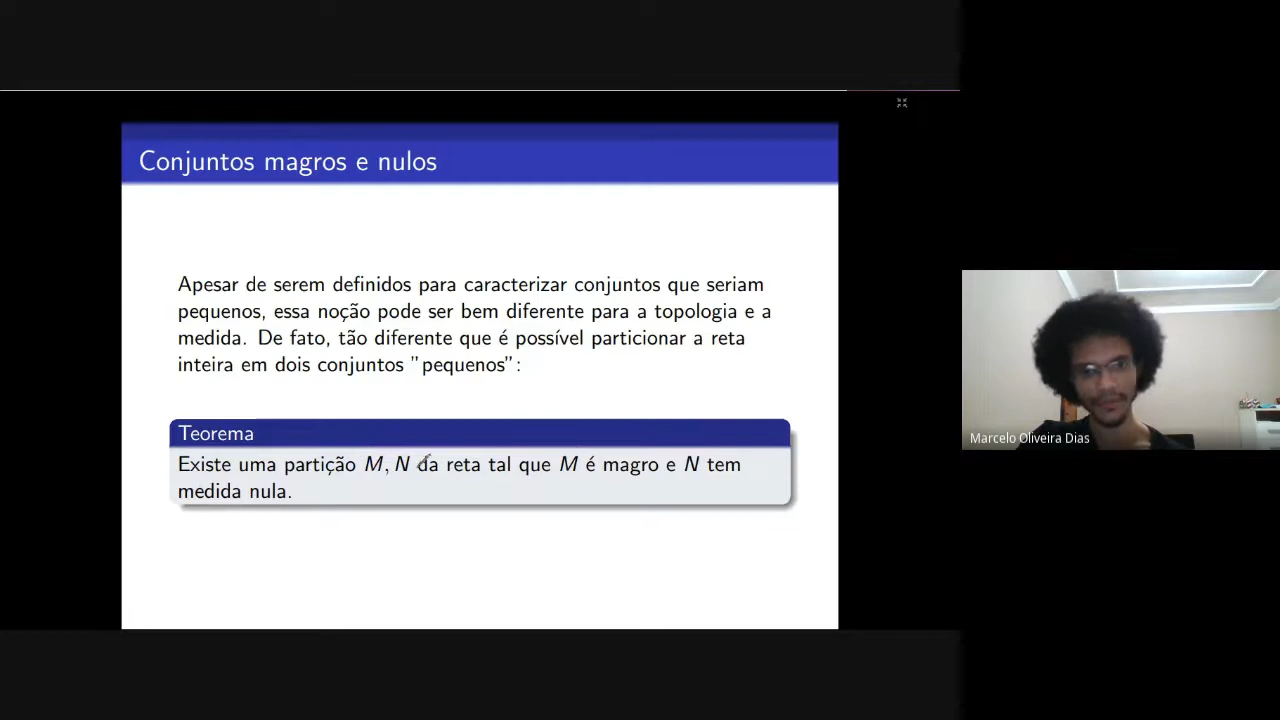 Conjuntos magros e nulos
Apesar de serem definidos para caracterizar conjuntos que seriam
pequenos, essa noção pode ser bem diferente para a topologia e a
medida. De fato, tão diferente que é possível particionar a reta
inteira em dois conjuntos "pequenos":
Teorema
Existe uma partição M, N da reta tal que M é magro e N tem
medida nula.
Marcelo Oliveira Dias